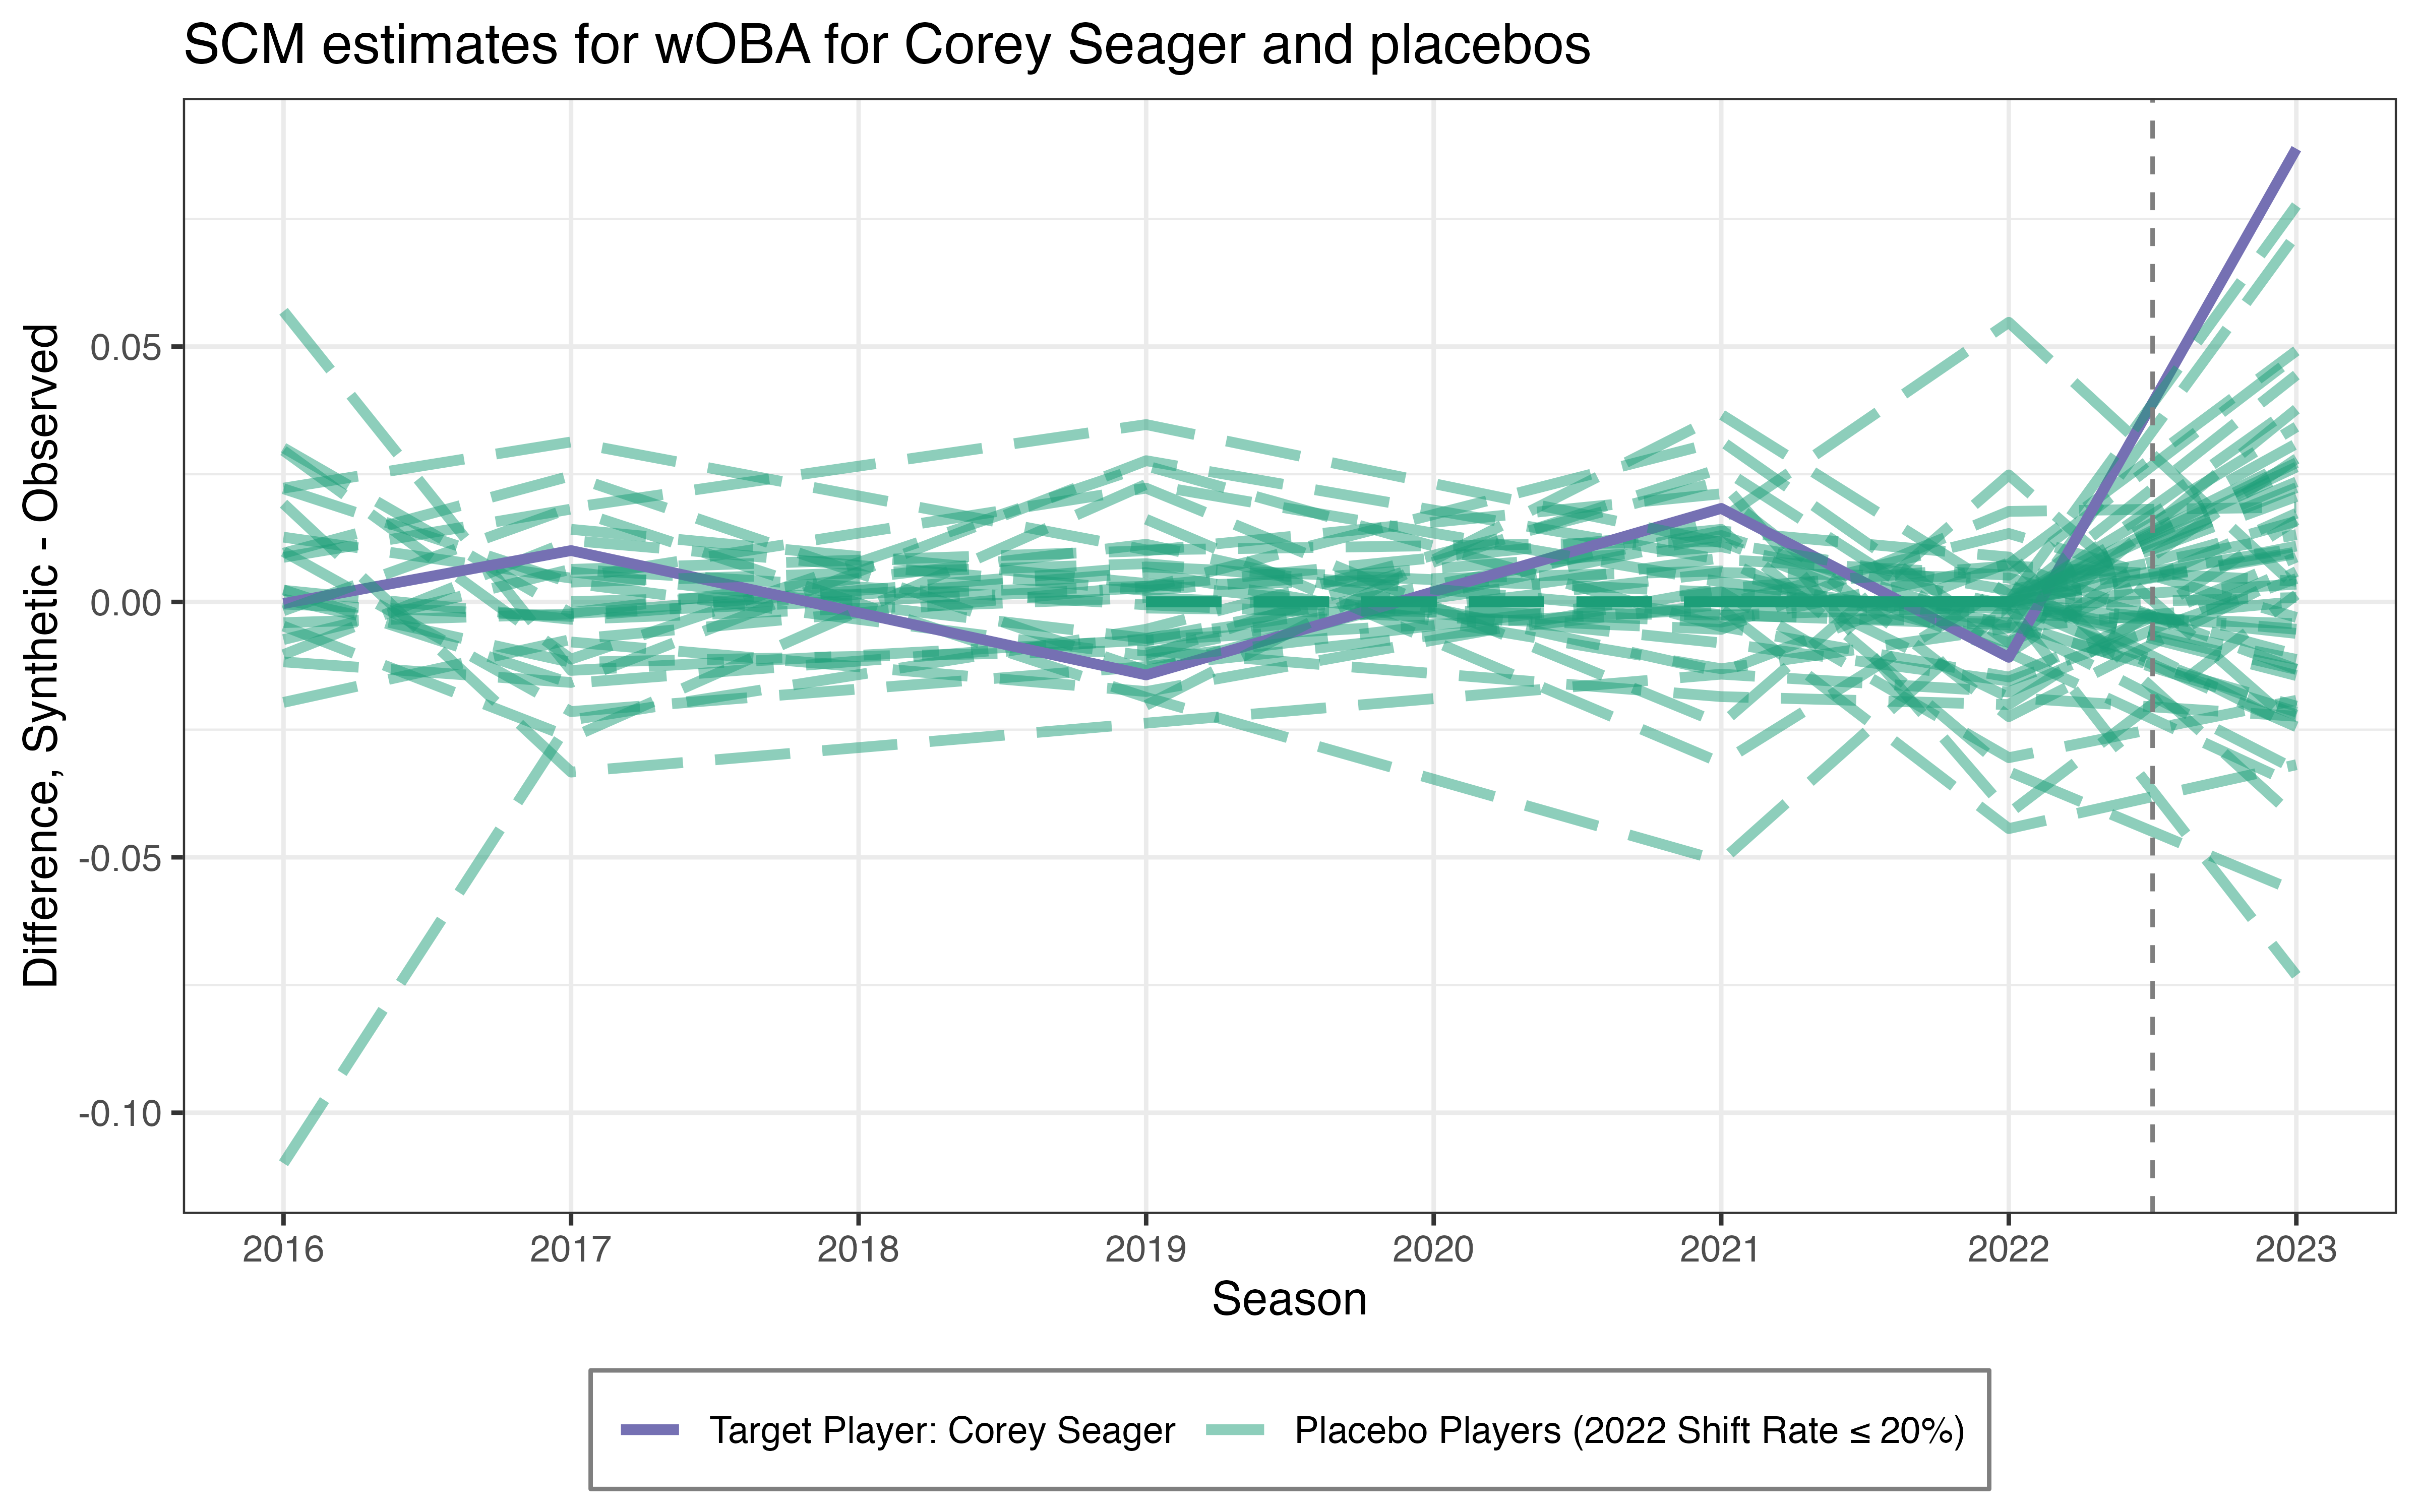 SCM estimates for wOBA for Corey Seager and placebos
Difference, Synthetic - Observed
0.05
0.00
-0.05
-0.10
2016 2017 2018 2019 2020 2021 2022 2023
Season
Target Player: Corey Seager Placebo Players (2022 Shift Rate ≤ 20%)